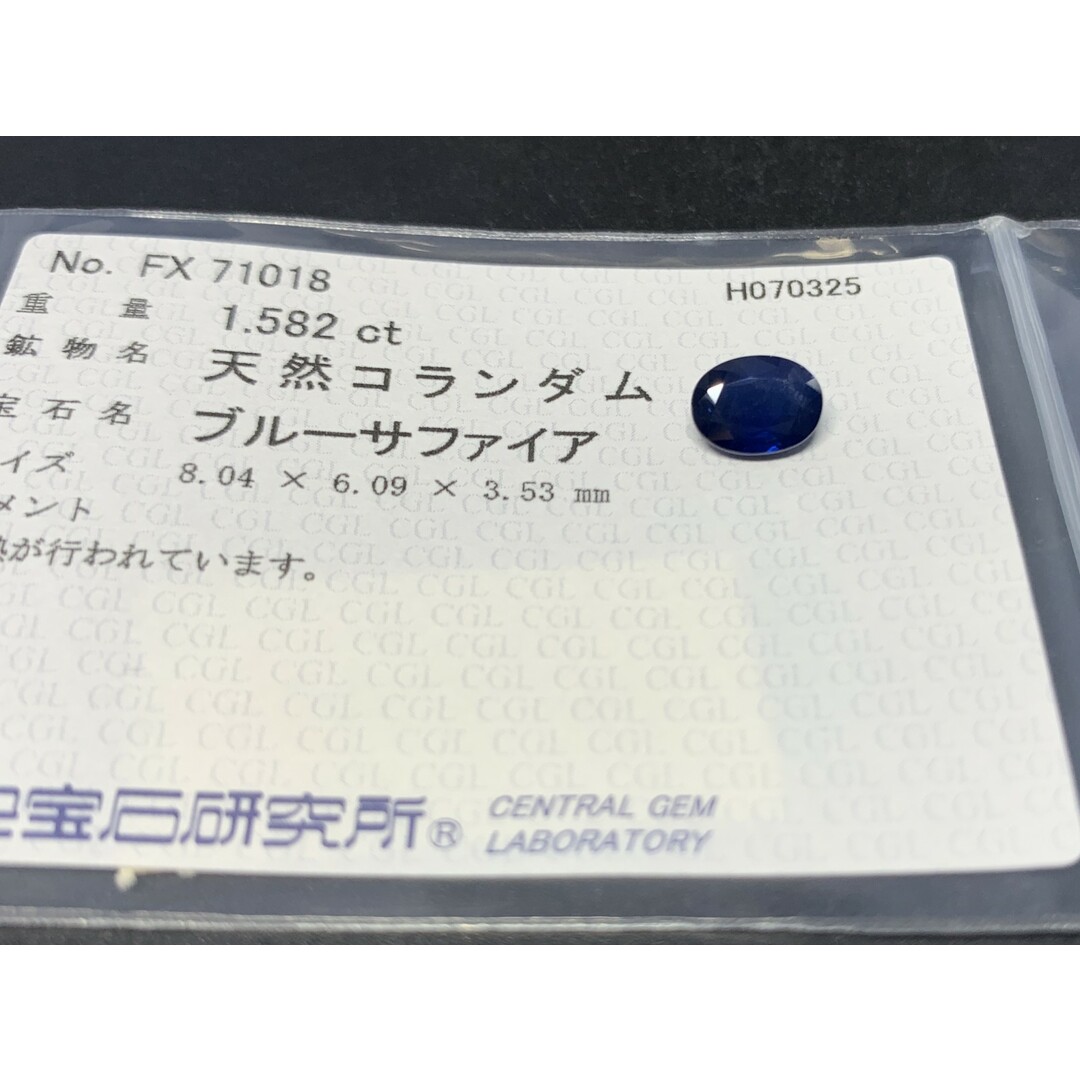 No. FX 71018
H070325
重量 1.582 ct
鉱物名 天然コランダム
宝石名 ブルーサファイア
イズ 8.04 × 6.09 × 3.53 mm
メント
が行われています。
宝石研究所® CENTRAL GEM
LABORATORY